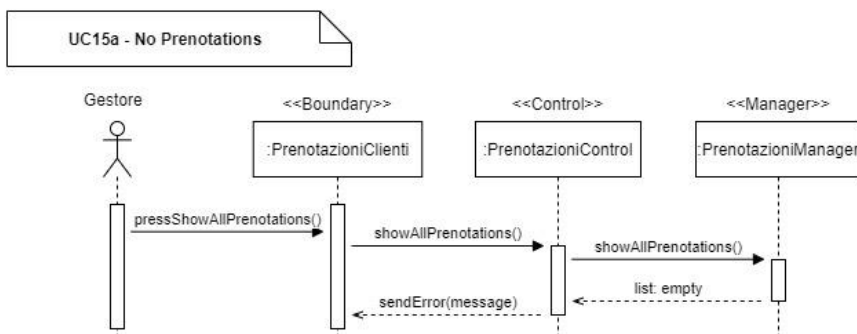 UC15a - No Prenotations
Gestore
<<Boundary>>
<<Control>>
<<Manager>>
:PrenotazioniClienti
:PrenotazioniControl
:PrenotazioniManager
pressShowAllPrenotations()
showAllPrenotations()
showAllPrenotations()
list: empty
sendError(message)